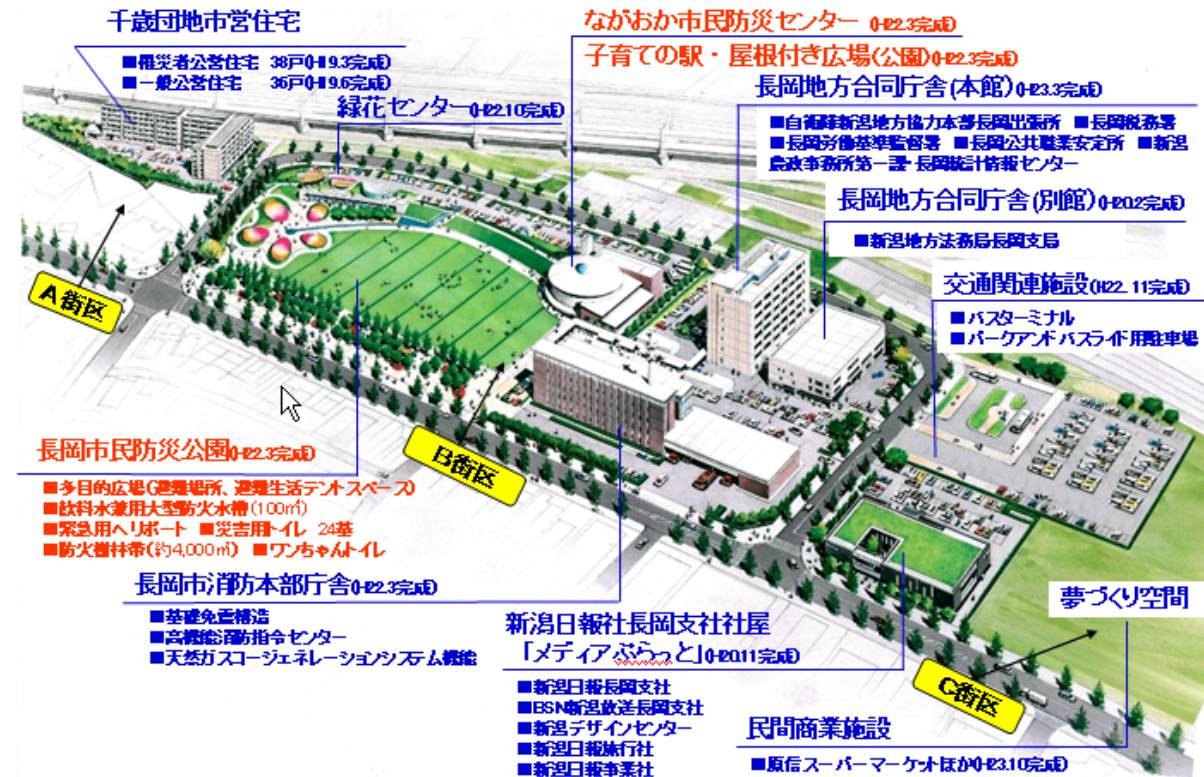 千歳団地市営住宅
■罹災者公営住宅 38戸(H19.3完成)
■一般公営住宅 36戸(H19.6完成)
緑花センター(H22.10完成)
ながおか市民防災センター (H22.3完成)
子育ての駅・屋根付き広場(公園)(H22.3完成)
長岡地方合同庁舎(本館)(H23.3完成)
■自衛隊新潟地方協力本部長岡出張所 ■長岡税務署
■長岡労働基準監督署 ■長岡公共職業安定所 ■新潟
農政事務所第一課・長岡統計情報センター
長岡地方合同庁舎(別館)(H20.2完成)
■新潟地方法務局長岡支局
交通関連施設(H22.11完成)
■バスターミナル
■パークアンドバスライド用駐車場
A街区
B街区
長岡市民防災公園(H22.3完成)
■多目的広場(避難場所、避難生活テントスペース)
■飲料水兼用大型防火水槽(100㎥)
■緊急用ヘリポート ■災害用トイレ 24基
■防火樹林帯(約4,000㎡) ■ワンちゃんトイレ
長岡市消防本部庁舎(H22.3完成)
■基礎免震構造
■高機能消防指令センター
■天然ガスコージェネレーションシステム機能
新潟日報社長岡支社社屋
「メディアぷらっと」(H20.11完成)
■新潟日報長岡支社
■BSN新潟放送長岡支社
■新潟デザインセンター
■新潟日報旅行社
■新潟日報事業社
夢づくり空間
C街区
民間商業施設
■原信スーパーマーケットほか(H23.10完成)